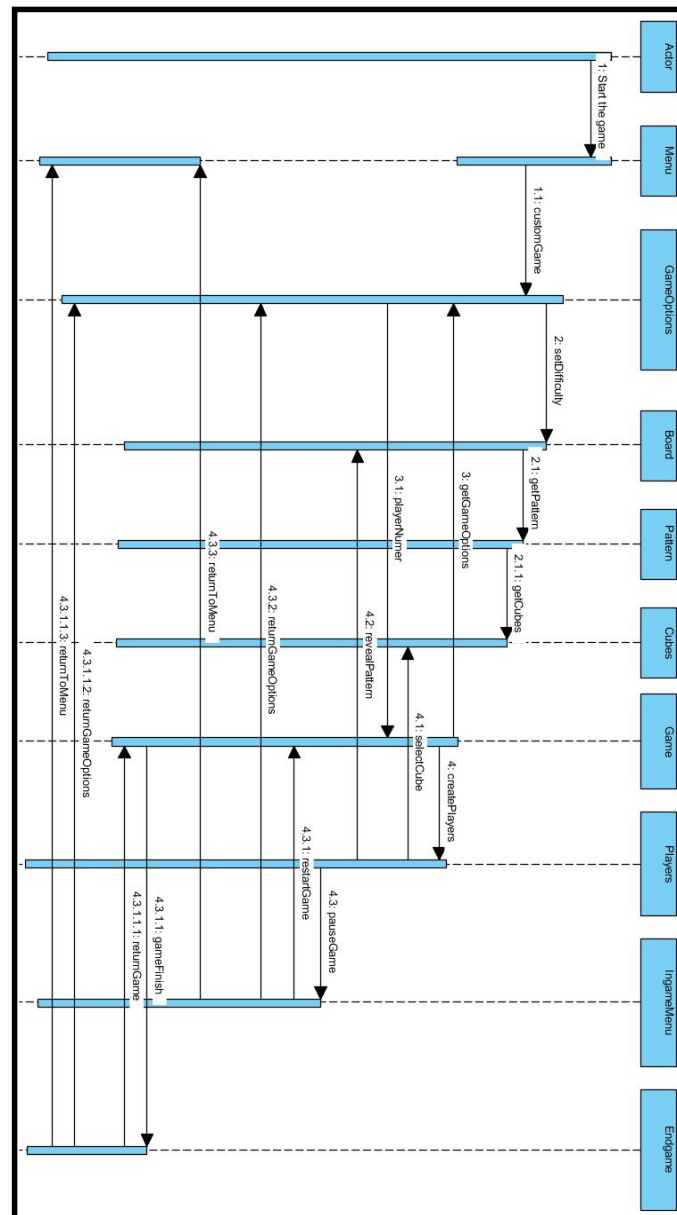 Actor
Menu
GameOptions
Board
Pattern
Cubes
Game
Players
IngameMenu
Endgame
1: Start the game
1.1: customGame
2: setDifficulty
2.1: getPattern
2.1.1: getCubes
3: getGameOptions
4: createPlayers
3.1: playerNumer
4.1: selectCube
4.2: revealPattern
4.3: pauseGame
4.3.1: restartGame
4.3.2: returnGameOptions
4.3.3: returnToMenu
4.3.1.1: gameFinish
4.3.1.1.1: returnGame
4.3.1.1.2: returnGameOptions
4.3.1.1.3: returnToMenu